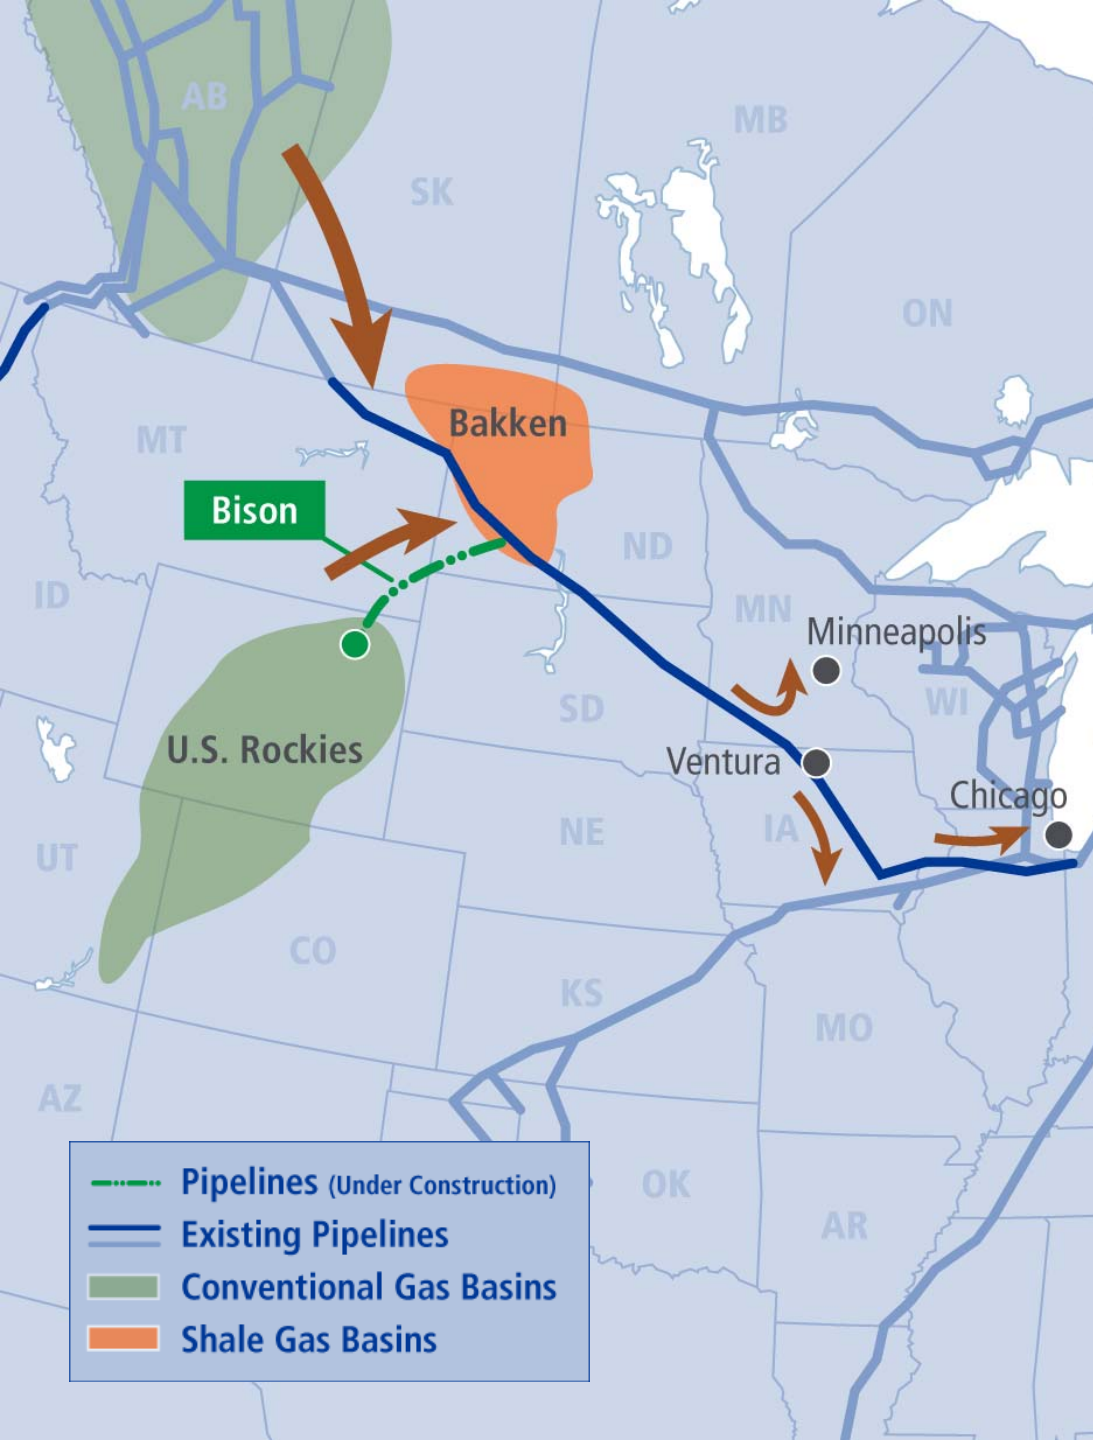 AB
MB
SK
ON
Bakken
MT
Bison
ND
ID
MN
Minneapolis
SD
WI
U.S. Rockies
Ventura
Chicago
IA
NE
UT
CO
KS
MO
AZ
OK
AR
Pipelines (Under Construction)
Existing Pipelines
Conventional Gas Basins
Shale Gas Basins